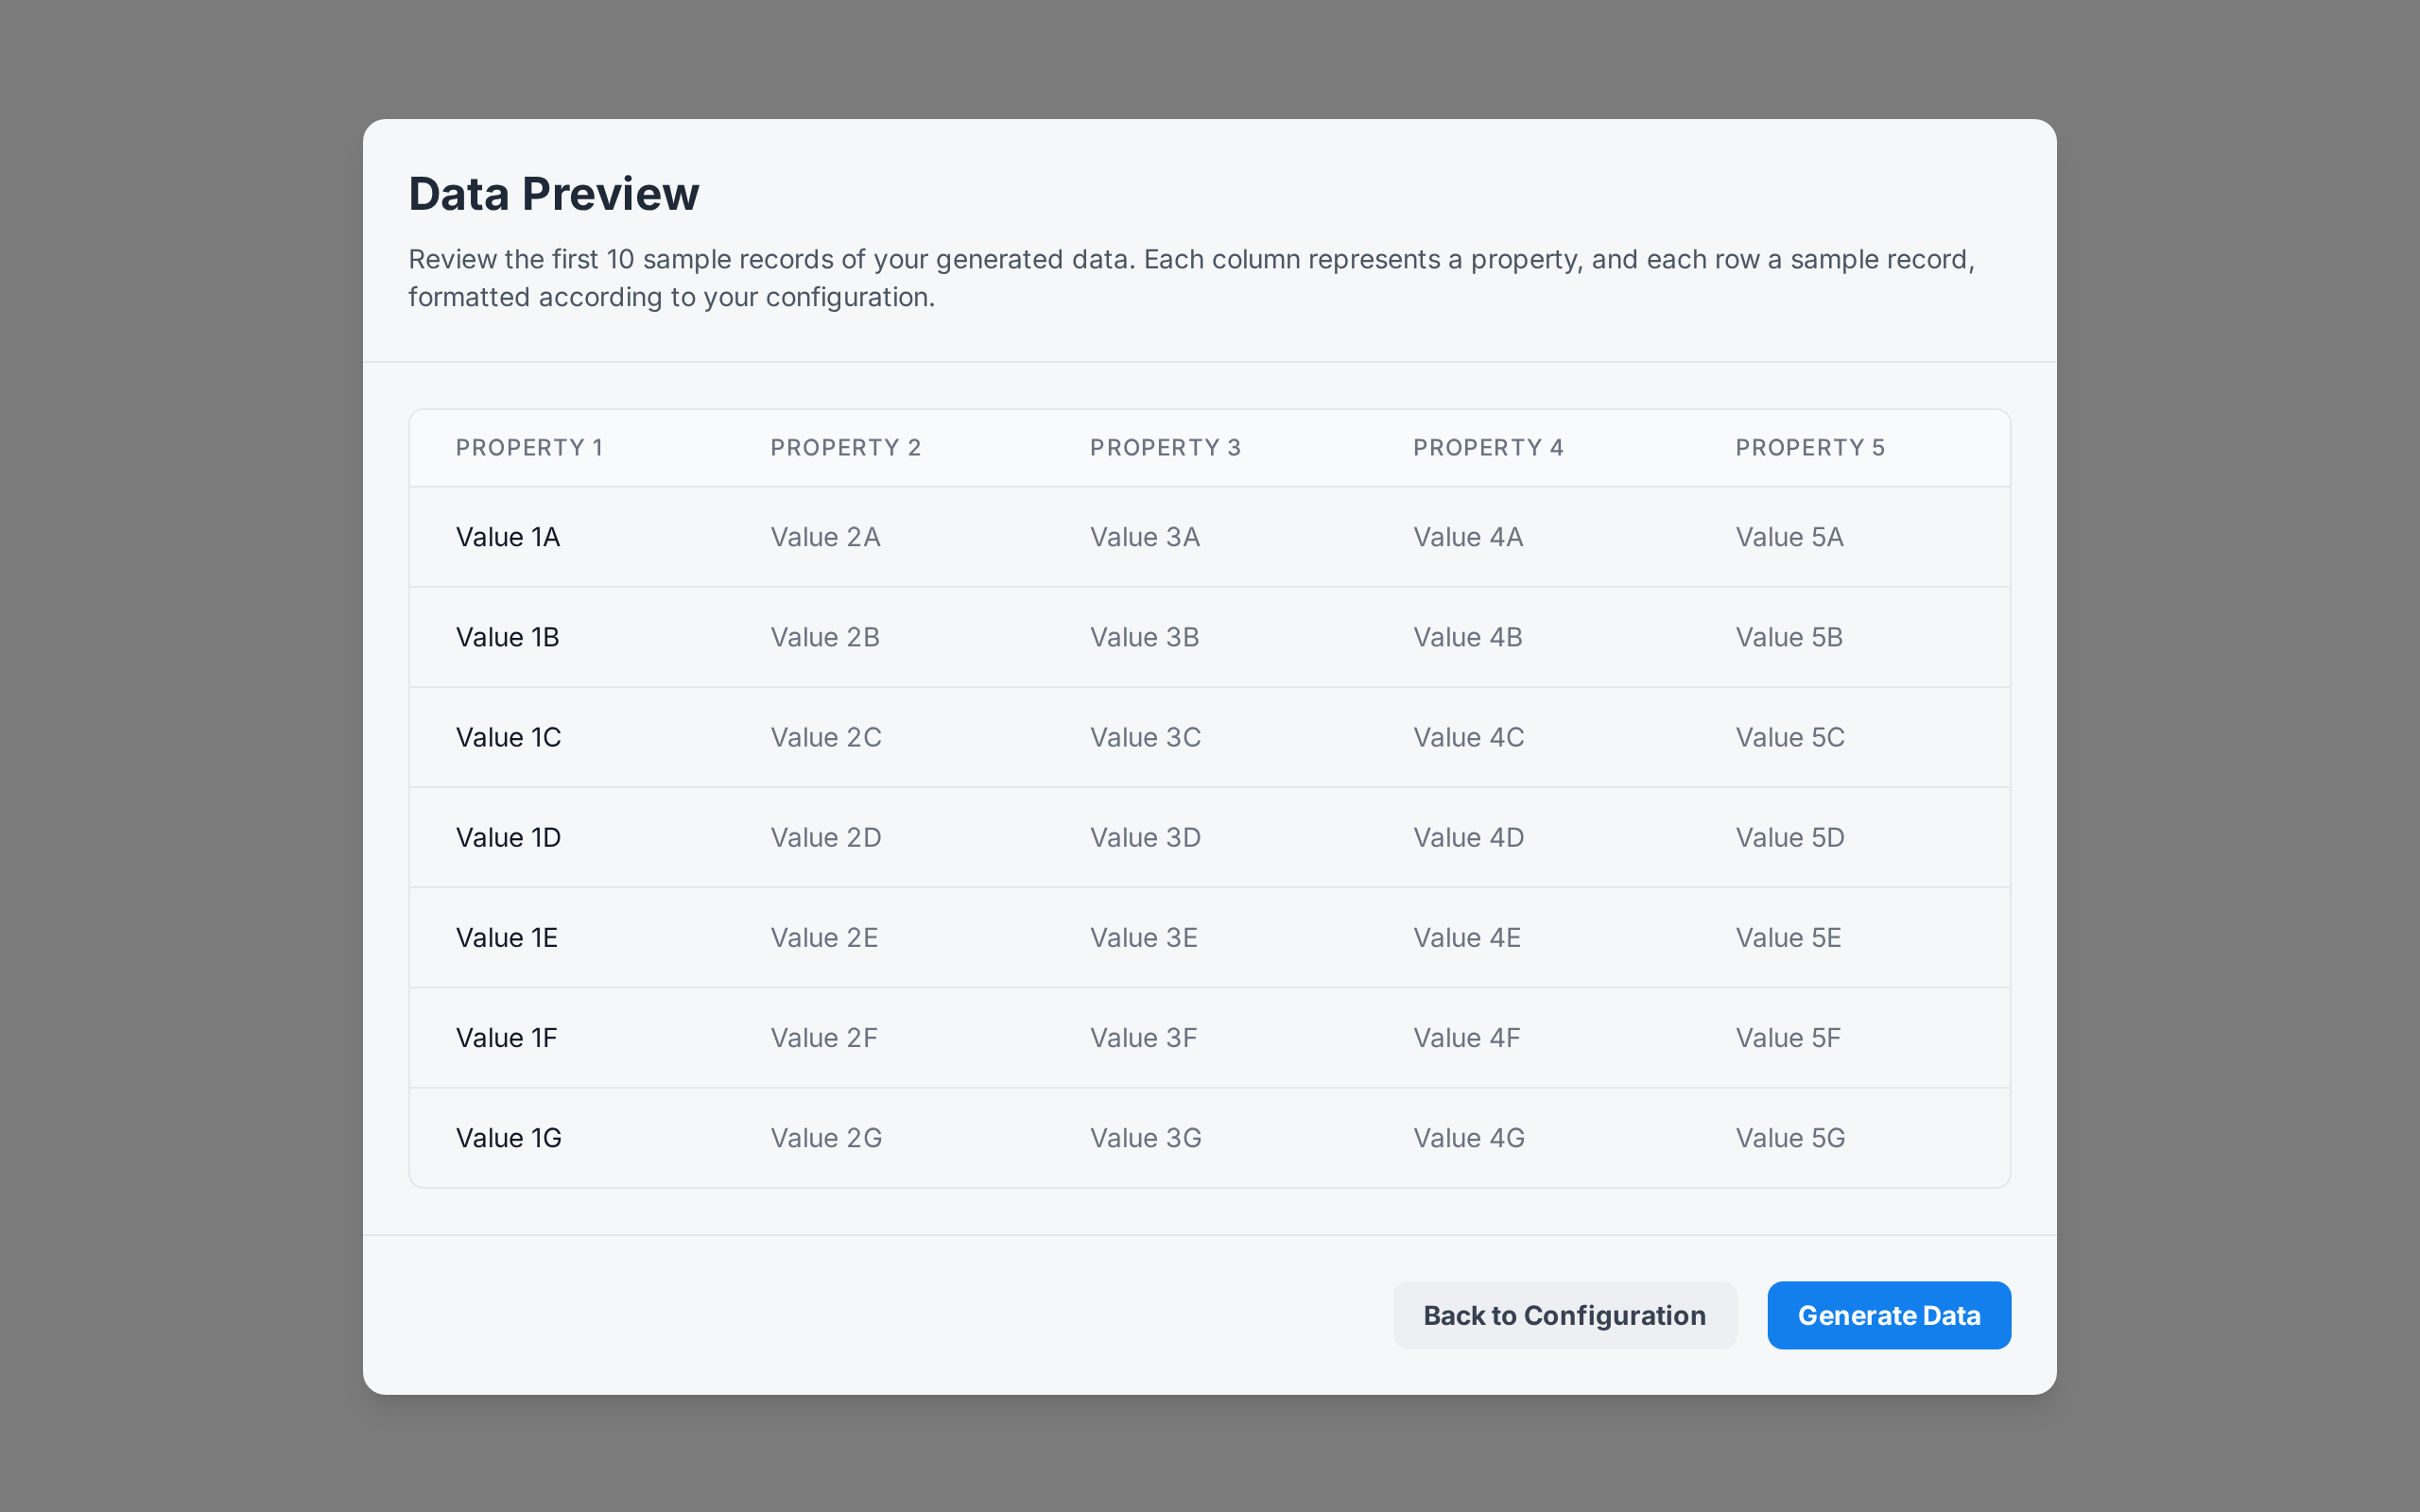 Data Preview
Review the first 10 sample records of your generated data. Each column represents a property, and each row a sample record,
formatted according to your configuration.
PROPERTY 1 PROPERTY 2 PROPERTY 3 PROPERTY 4 PROPERTY 5
Value 1A Value 2A Value 3A Value 4A Value 5A
Value 1B Value 2B Value 3B Value 4B Value 5B
Value 1C Value 2C Value 3C Value 4C Value 5C
Value 1D Value 2D Value 3D Value 4D Value 5D
Value 1E Value 2E Value 3E Value 4E Value 5E
Value 1F Value 2F Value 3F Value 4F Value 5F
Value 1G Value 2G Value 3G Value 4G Value 5G
Back to Configuration Generate Data